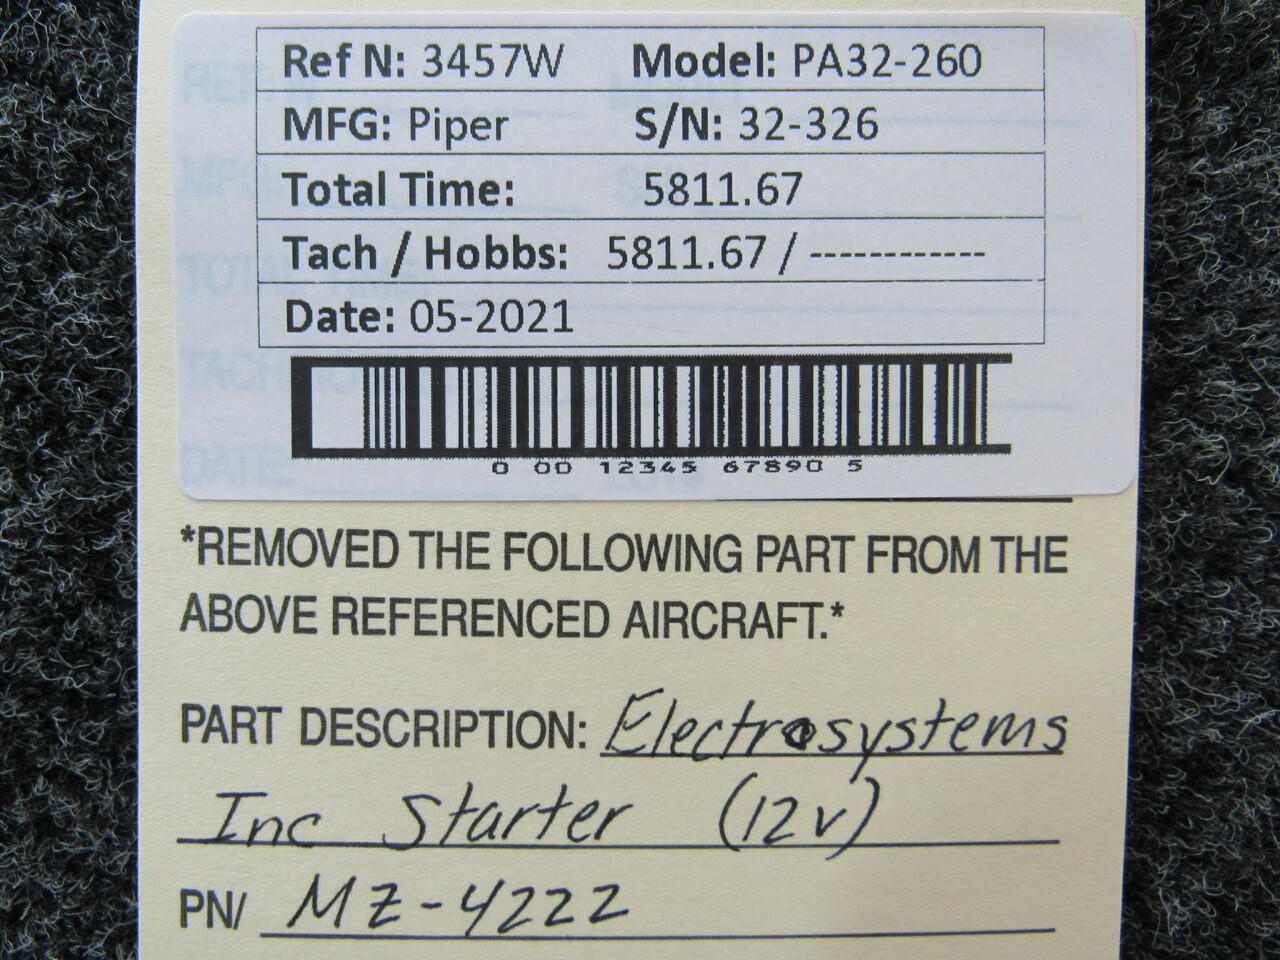 Ref N: 3457W Model: PA32-260
MFG: Piper S/N: 32-326
Total Time: 5811.67
Tach / Hobbs: 5811.67 / ------------
Date: 05-2021
0 00 12345 67890 5
*REMOVED THE FOLLOWING PART FROM THE
ABOVE REFERENCED AIRCRAFT.*
PART DESCRIPTION: Electrosystems
Inc Starter (12v)
PN/ MZ-4222